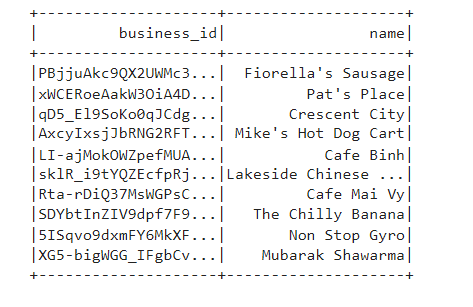 +--------------------+--------------------+
|         business_id|                name|
+--------------------+--------------------+
|PBjjuAkc9QX2UWMc3...|  Fiorella's Sausage|
|xWCERoeAakW3OiA4D...|         Pat's Place|
|qD5_El9SoKo0qJCdg...|       Crescent City|
|AxcyIxsjJbRNG2RFT...| Mike's Hot Dog Cart|
|LI-ajMokOWZpefMUA...|           Cafe Binh|
|sklR_i9tYQZEcfpRj...|Lakeside Chinese ...|
|Rta-rDiQ37MsWGPsC...|         Cafe Mai Vy|
|SDYbtInZIV9dpf7F9...|   The Chilly Banana|
|5ISqvo9dxmFY6MkXF...|       Non Stop Gyro|
|XG5-bigWGG_IFgbCv...|    Mubarak Shawarma|
+--------------------+--------------------+